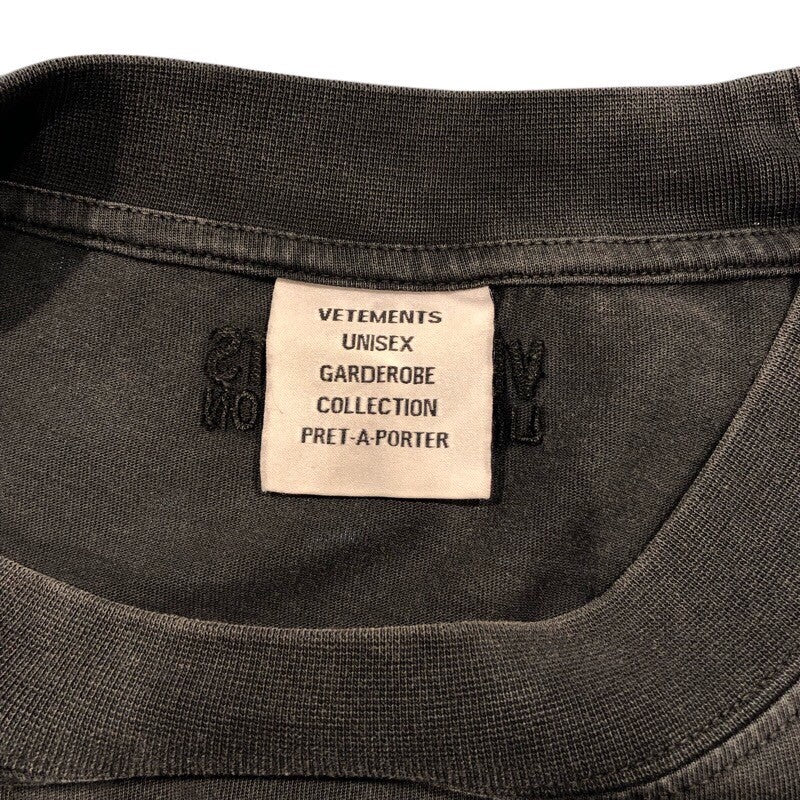 VETEMENTS
UNISEX
GARDEROBE
COLLECTION
PRET-A-PORTER